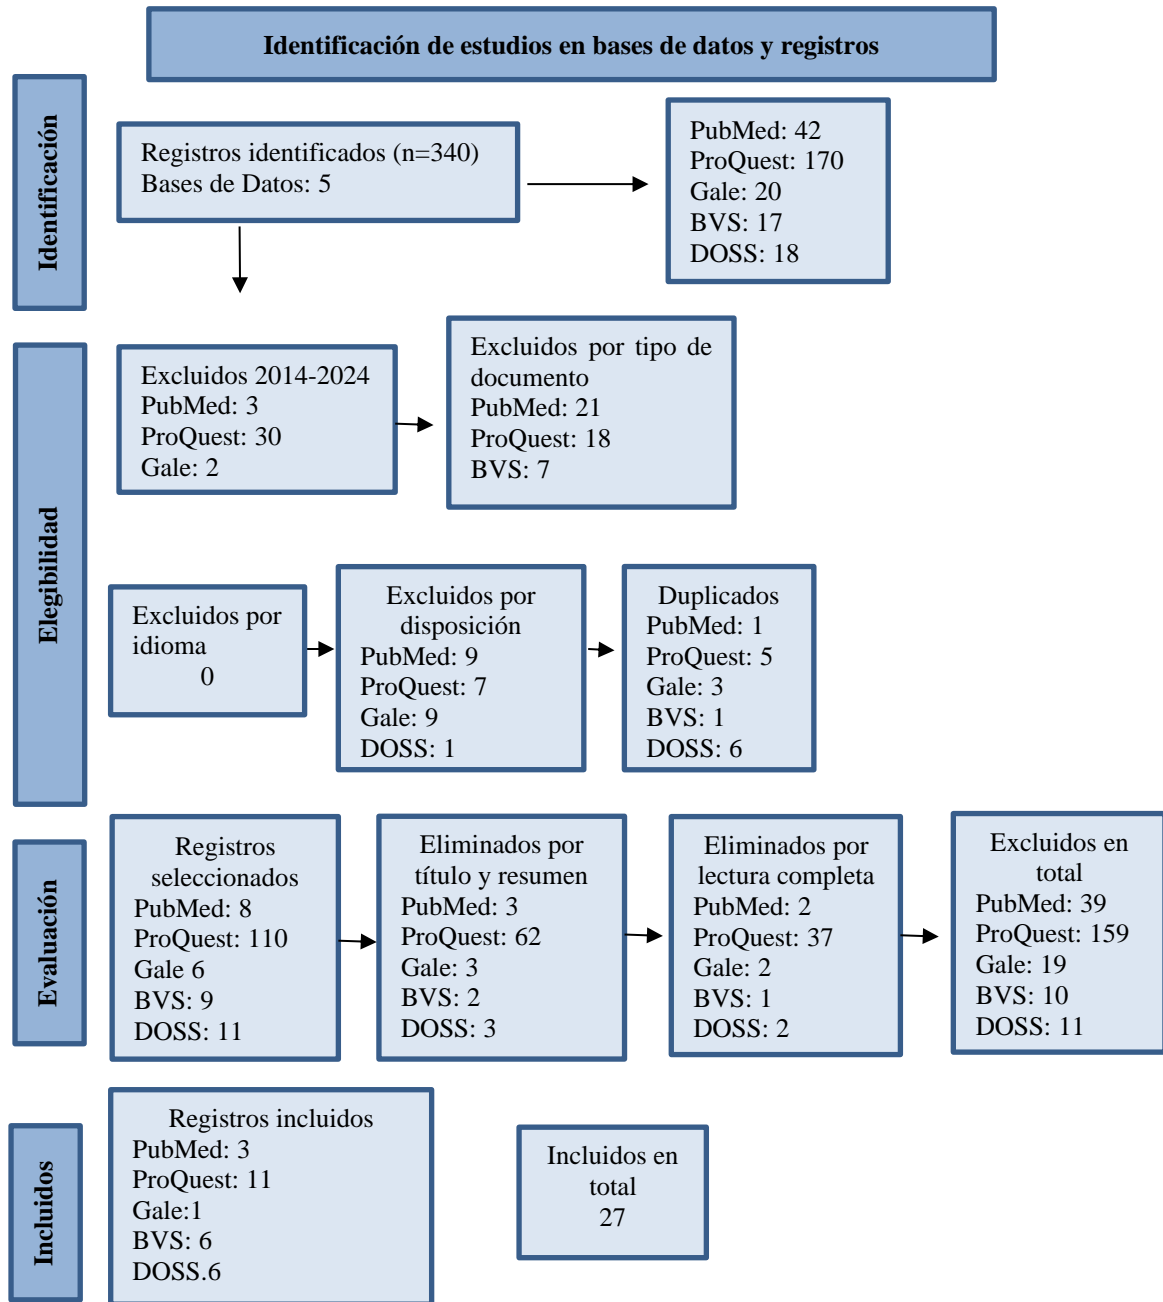 Identificación de estudios en bases de datos y registros
Identificación
Registros identificados (n=340)
Bases de Datos: 5
PubMed: 42
ProQuest: 170
Gale: 20
BVS: 17
DOSS: 18
Elegibilidad
Excluidos 2014-2024
PubMed: 3
ProQuest: 30
Gale: 2
Excluidos por tipo de
documento
PubMed: 21
ProQuest: 18
BVS: 7
Excluidos por
idioma
0
Excluidos por
disposición
PubMed: 9
ProQuest: 7
Gale: 9
DOSS: 1
Duplicados
PubMed: 1
ProQuest: 5
Gale: 3
BVS: 1
DOSS: 6
Evaluación
Registros
seleccionados
PubMed: 8
ProQuest: 110
Gale 6
BVS: 9
DOSS: 11
Eliminados por
título y resumen
PubMed: 3
ProQuest: 62
Gale: 3
BVS: 2
DOSS: 3
Eliminados por
lectura completa
PubMed: 2
ProQuest: 37
Gale: 2
BVS: 1
DOSS: 2
Excluidos en
total
PubMed: 39
ProQuest: 159
Gale: 19
BVS: 10
DOSS: 11
Incluidos
Registros incluidos
PubMed: 3
ProQuest: 11
Gale:1
BVS: 6
DOSS.6
Incluidos en
total
27